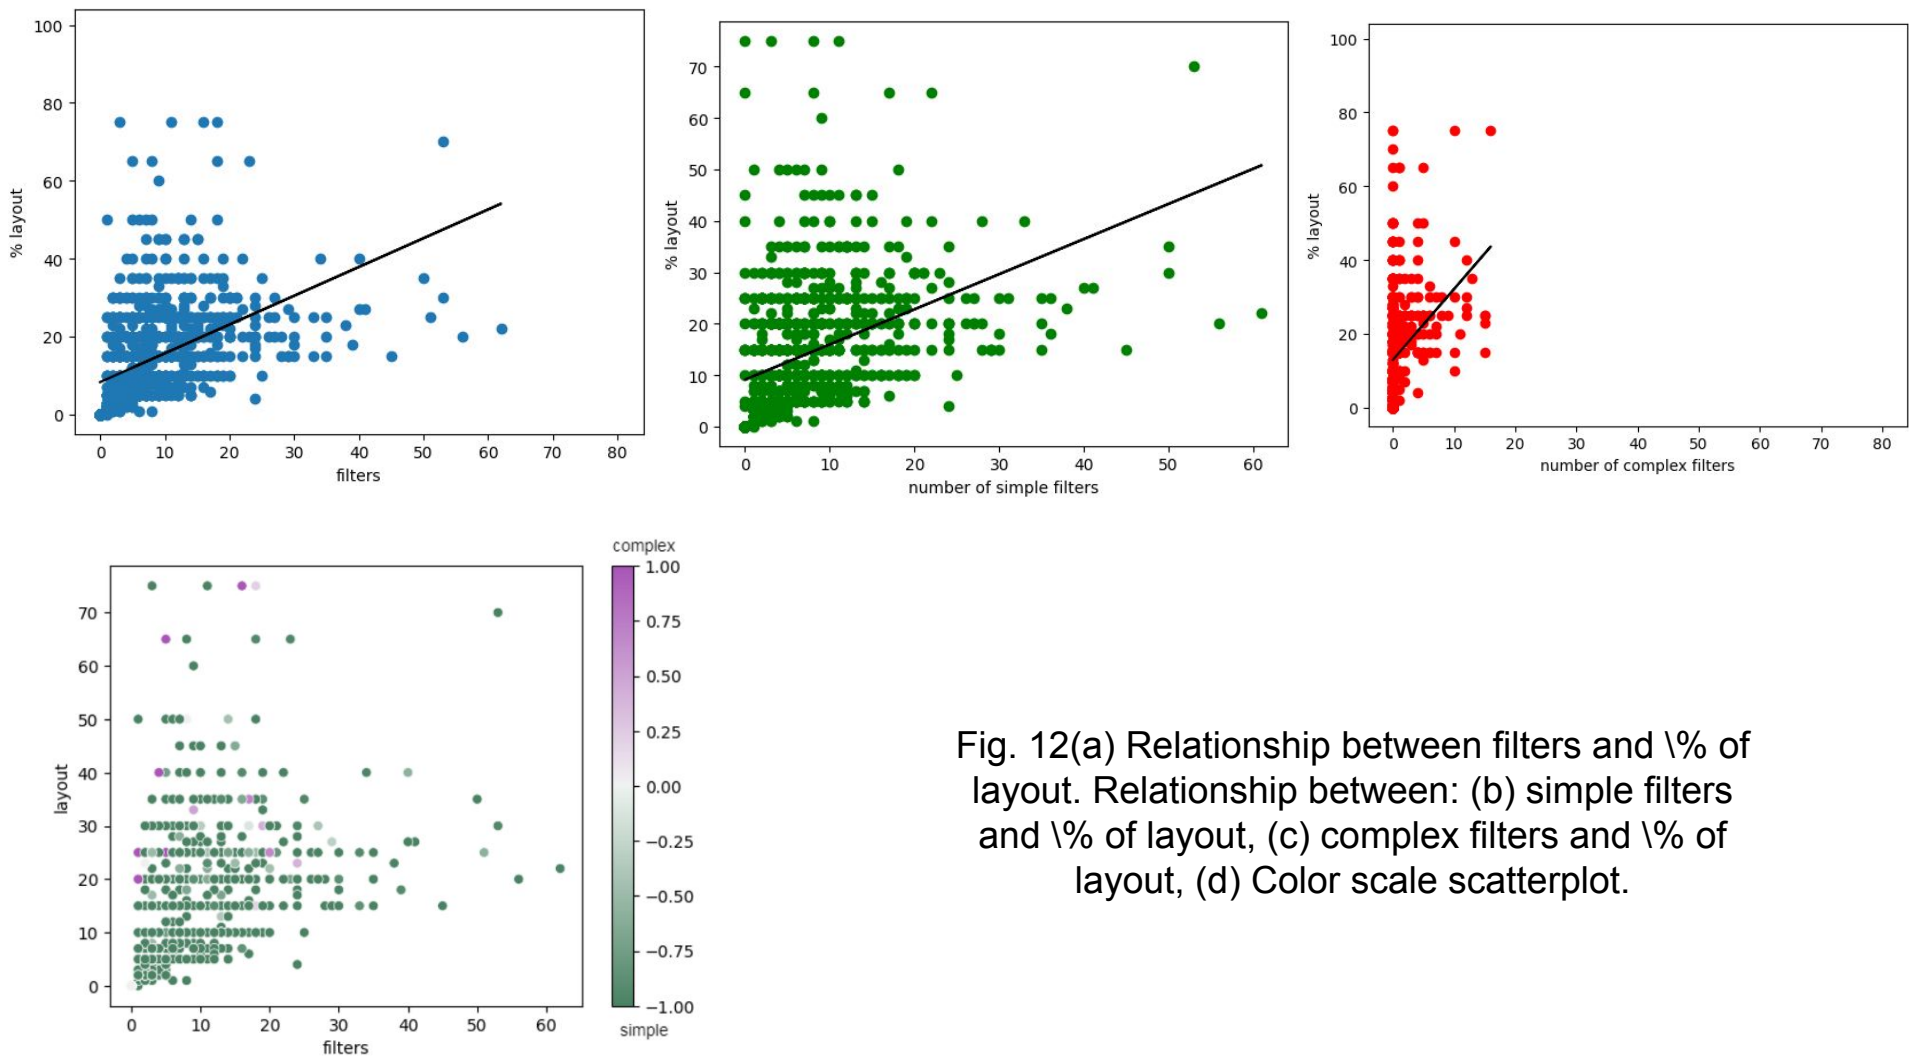 100
80
60
40
20
0
% layout
0 10 20 30 40 50 60 70 80
filters
70
60
50
40
30
20
10
0
% layout
0 10 20 30 40 50 60
number of simple filters
100
80
60
40
20
0
% layout
0 10 20 30 40 50 60 70 80
number of complex filters
70
60
50
40
30
20
10
0
layout
0 10 20 30 40 50 60
filters
complex
1.00
0.75
0.50
0.25
0.00
−0.25
−0.50
−0.75
−1.00
simple
Fig. 12(a) Relationship between filters and \% of
layout. Relationship between: (b) simple filters
and \% of layout, (c) complex filters and \% of
layout, (d) Color scale scatterplot.